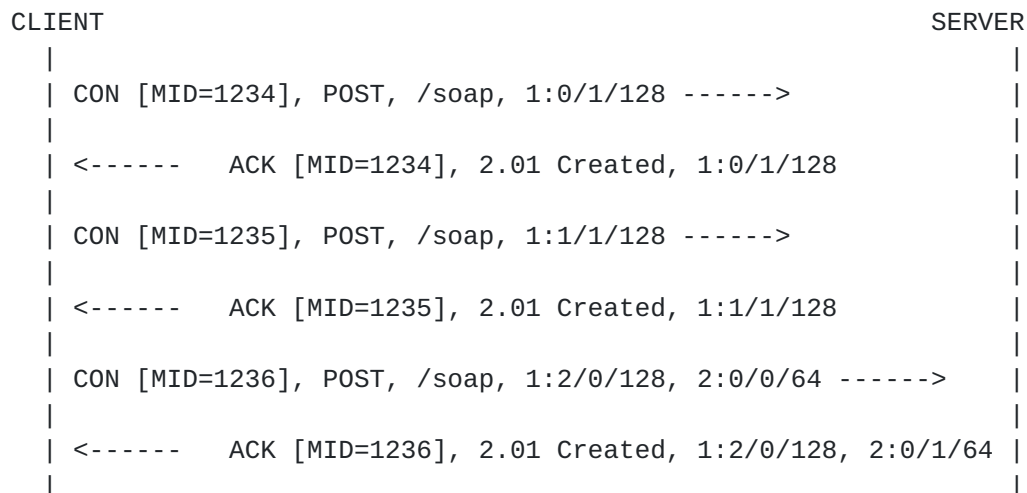 CLIENT SERVER
| |
| CON [MID=1234], POST, /soap, 1:0/1/128 ------> |
| |
| <------ ACK [MID=1234], 2.01 Created, 1:0/1/128 |
| |
| CON [MID=1235], POST, /soap, 1:1/1/128 ------> |
| |
| <------ ACK [MID=1235], 2.01 Created, 1:1/1/128 |
| |
| CON [MID=1236], POST, /soap, 1:2/0/128, 2:0/0/64 ------> |
| |
| <------ ACK [MID=1236], 2.01 Created, 1:2/0/128, 2:0/1/64 |
| |